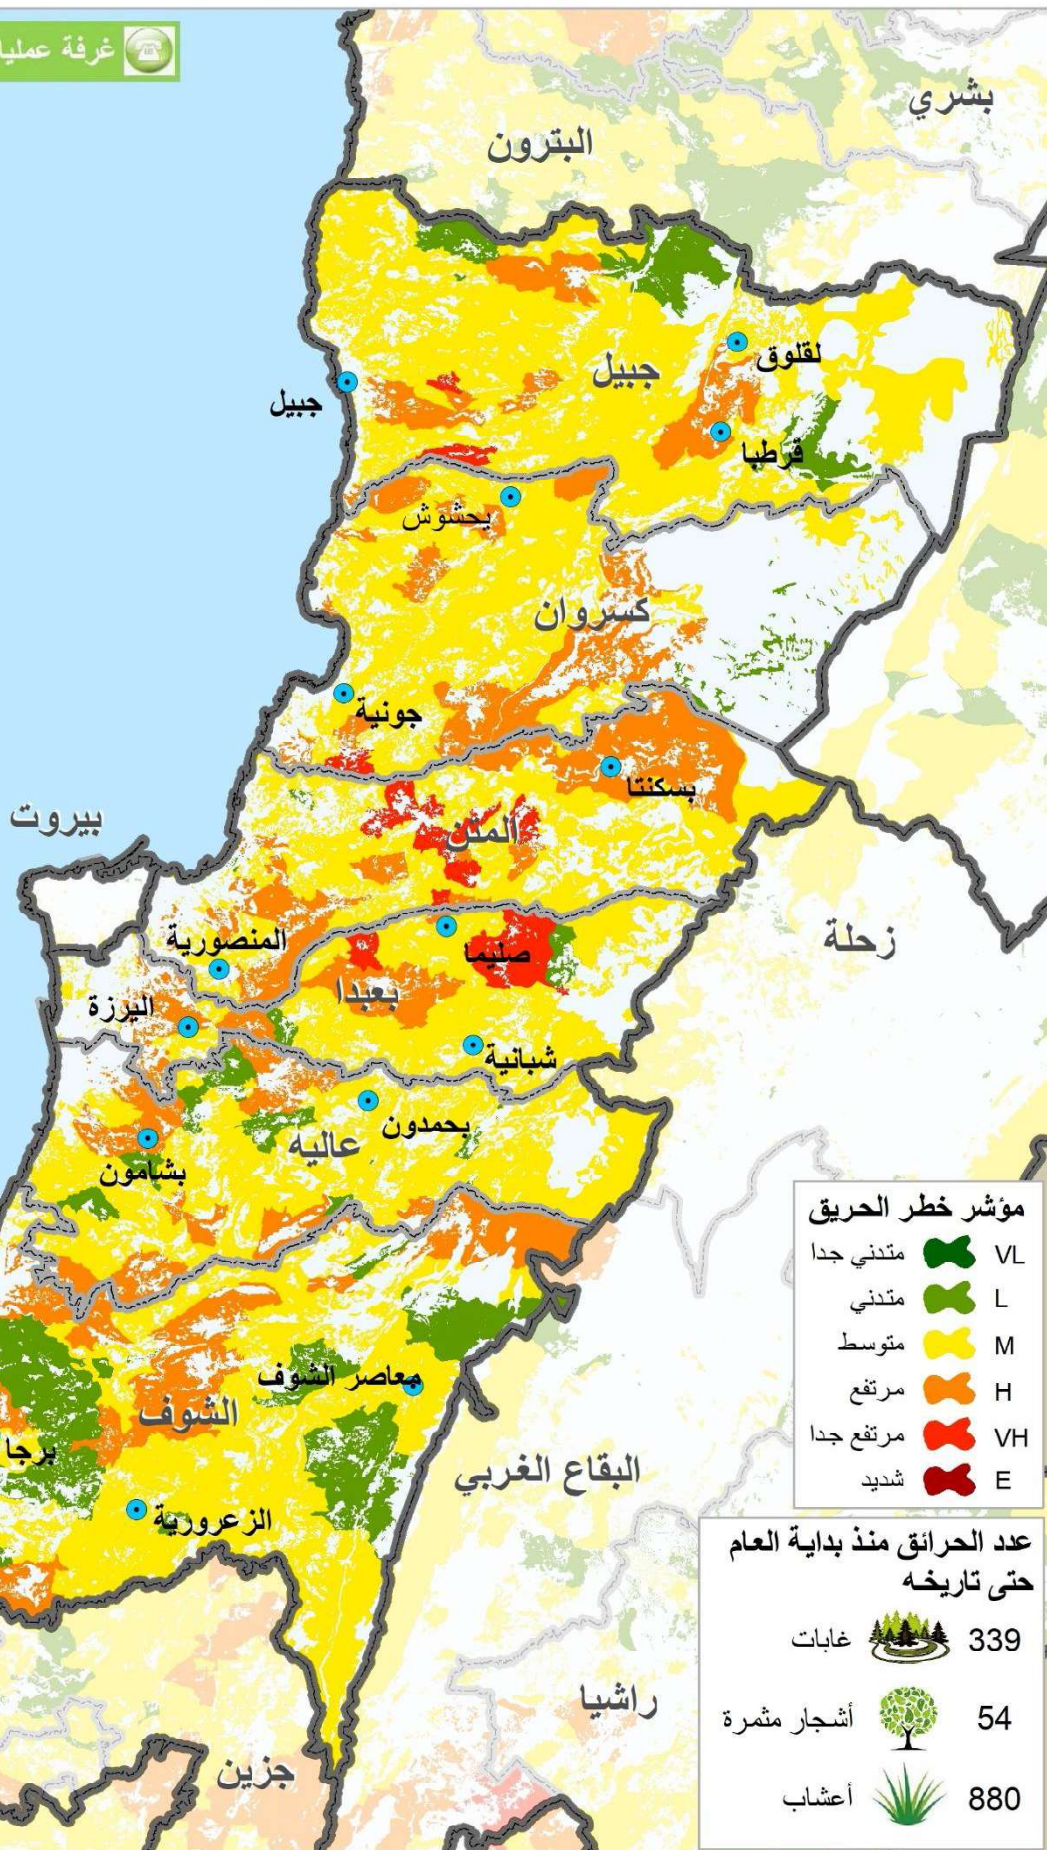 غرفة عمليا
بشري
البترون
لقلوق
جبيل
جبيل
قرطبا
يحشوش
كسروان
جونية
بسكنتا
المتن
بيروت
زحلة
المنصورية
صليما
بعبدا
اليرزة
شبانية
بحمدون
عاليه
بشامون
معاصر الشوف
الشوف
برجا
البقاع الغربي
الزعرورية
راشيا
جزين
مؤشر خطر الحريق
متدني جدا VL
متدني L
متوسط M
مرتفع H
مرتفع جدا VH
شديد E
عدد الحرائق منذ بداية العام
حتى تاريخه
339 غابات
54 أشجار مثمرة
880 أعشاب